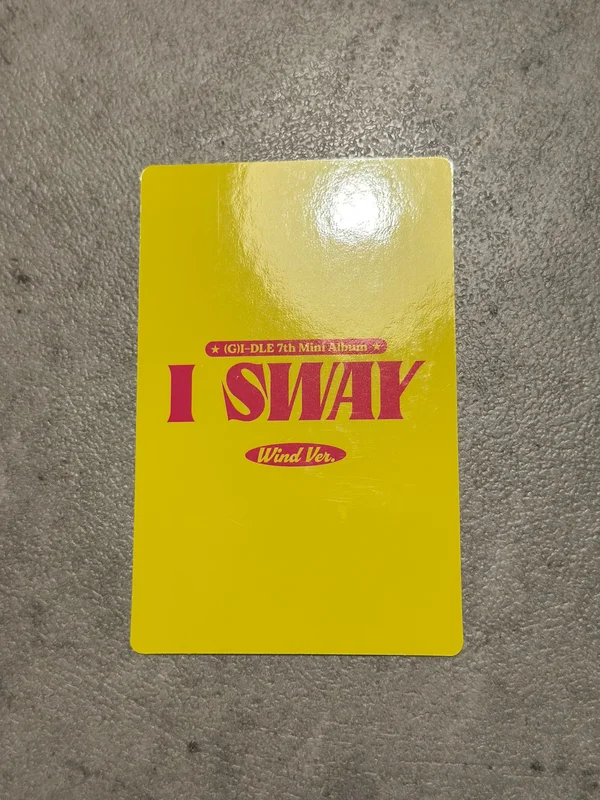 ★ (G)I-DLE 7th Mini Album ★
I SWAY
Wind Ver.